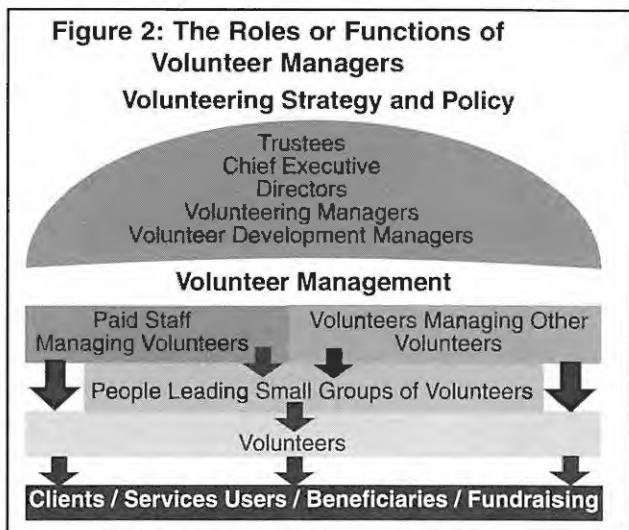 Figure 2: The Roles or Functions of
Volunteer Managers
Volunteering Strategy and Policy
Trustees
Chief Executive
Directors
Volunteering Managers
Volunteer Development Managers
Volunteer Management
Paid Staff
Managing Volunteers
Volunteers Managing Other
Volunteers
People Leading Small Groups of Volunteers
Volunteers
Clients / Services Users / Beneficiaries / Fundraising